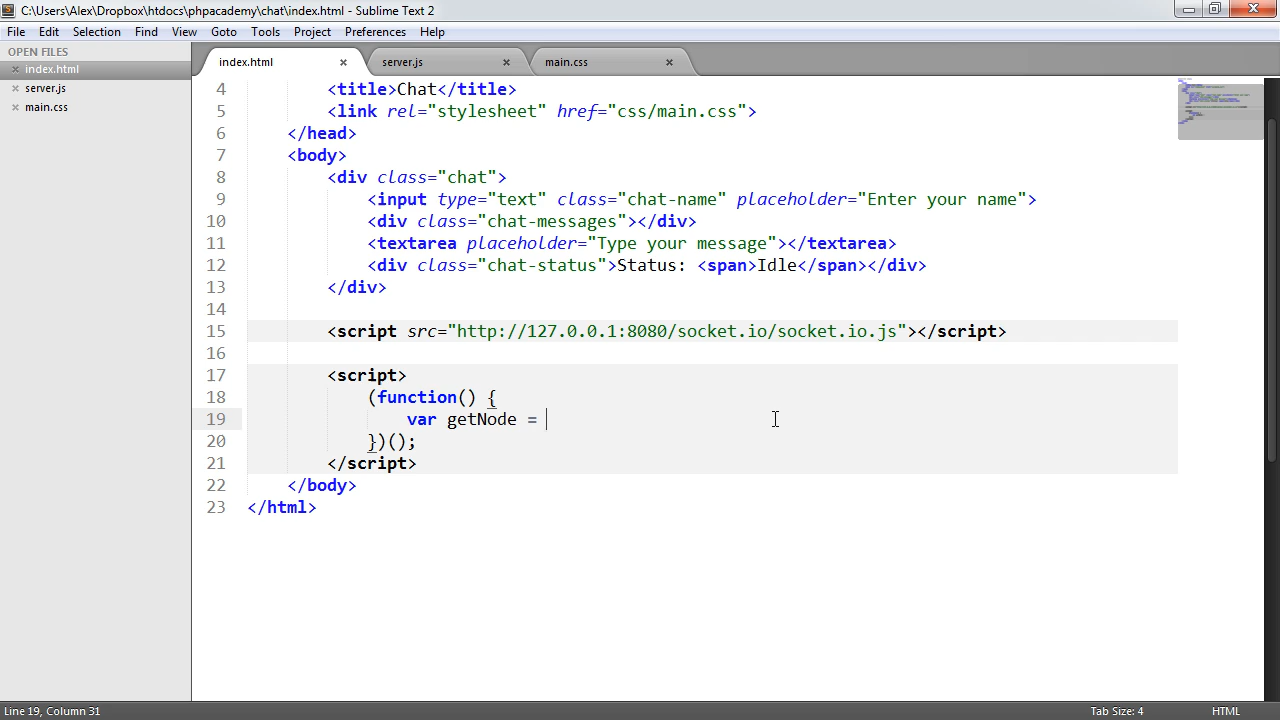 C:\Users\Alex\Dropbox\htdocs\phpacademy\chat\index.html - Sublime Text 2
File Edit Selection Find View Goto Tools Project Preferences Help
OPEN FILES
index.html
server.js
main.css
index.html server.js main.css
4 <title>Chat</title>
5 <link rel="stylesheet" href="css/main.css">
6 </head>
7 <body>
8 <div class="chat">
9 <input type="text" class="chat-name" placeholder="Enter your name">
10 <div class="chat-messages"></div>
11 <textarea placeholder="Type your message"></textarea>
12 <div class="chat-status">Status: <span>Idle</span></div>
13 </div>
14
15 <script src="http://127.0.0.1:8080/socket.io/socket.io.js"></script>
16
17 <script>
18 (function() {
19 var getNode =
20 })();
21 </script>
22 </body>
23 </html>
Line 19, Column 31 Tab Size: 4 HTML